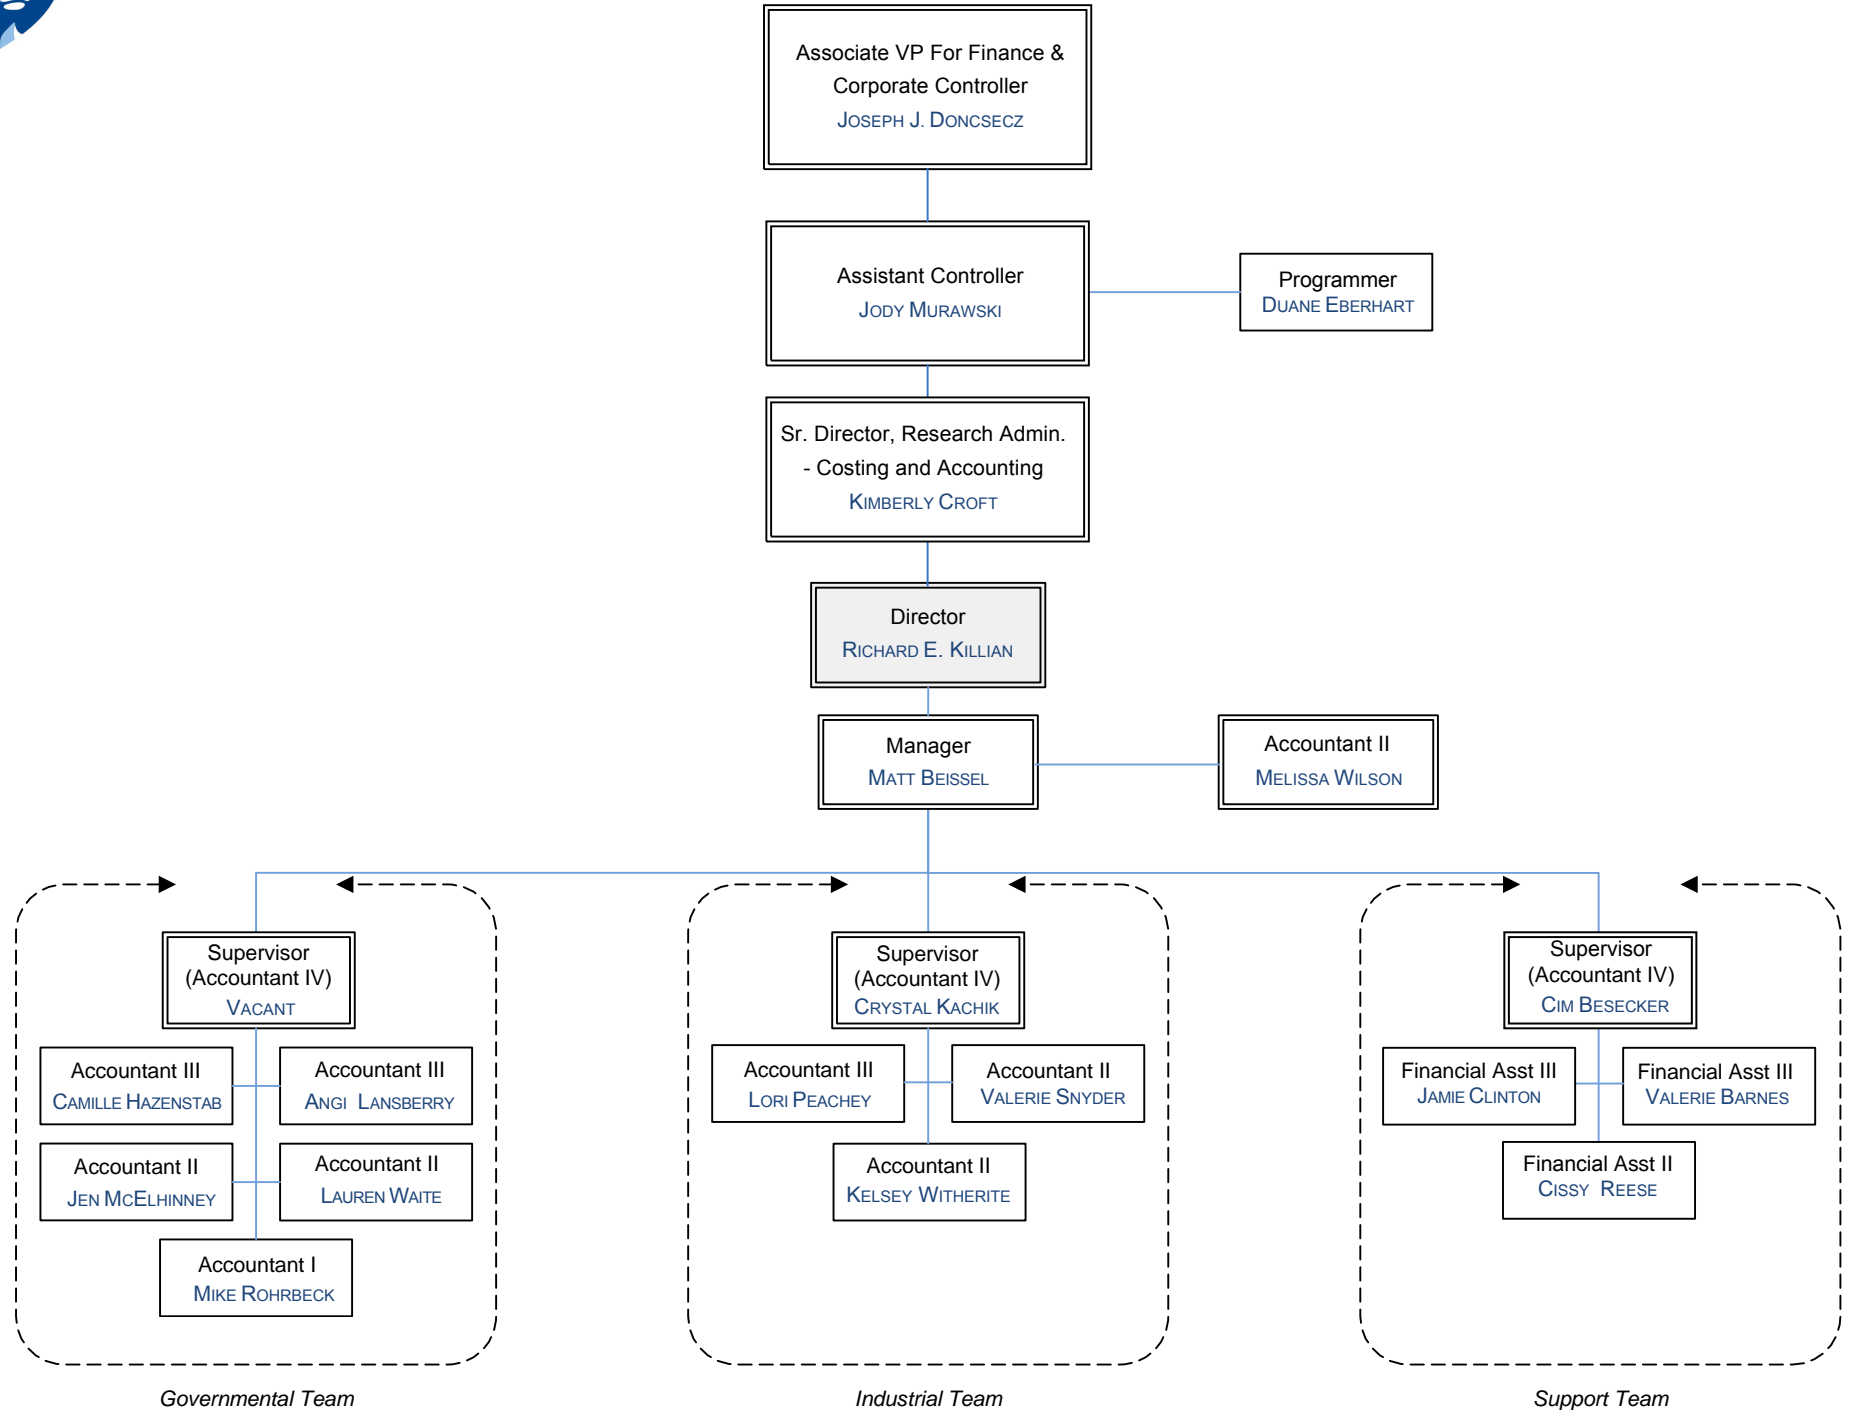 Associate VP For Finance &
Corporate Controller
JOSEPH J. DONCSECZ
Assistant Controller
JODY MURAWSKI
Programmer
DUANE EBERHART
Sr. Director, Research Admin.
- Costing and Accounting
KIMBERLY CROFT
Director
RICHARD E. KILLIAN
Manager
MATT BEISSEL
Accountant II
MELISSA WILSON
Supervisor
(Accountant IV)
VACANT
Accountant III
CAMILLE HAZENSTAB
Accountant III
ANGI LANSBERRY
Accountant II
JEN MCELHINNEY
Accountant II
LAUREN WAITE
Accountant I
MIKE ROHRBECK
Governmental Team
Supervisor
(Accountant IV)
CRYSTAL KACHIK
Accountant III
LORI PEACHEY
Accountant II
VALERIE SNYDER
Accountant II
KELSEY WITHERITE
Industrial Team
Supervisor
(Accountant IV)
CIM BESECKER
Financial Asst III
JAMIE CLINTON
Financial Asst III
VALERIE BARNES
Financial Asst II
CISSY REESE
Support Team